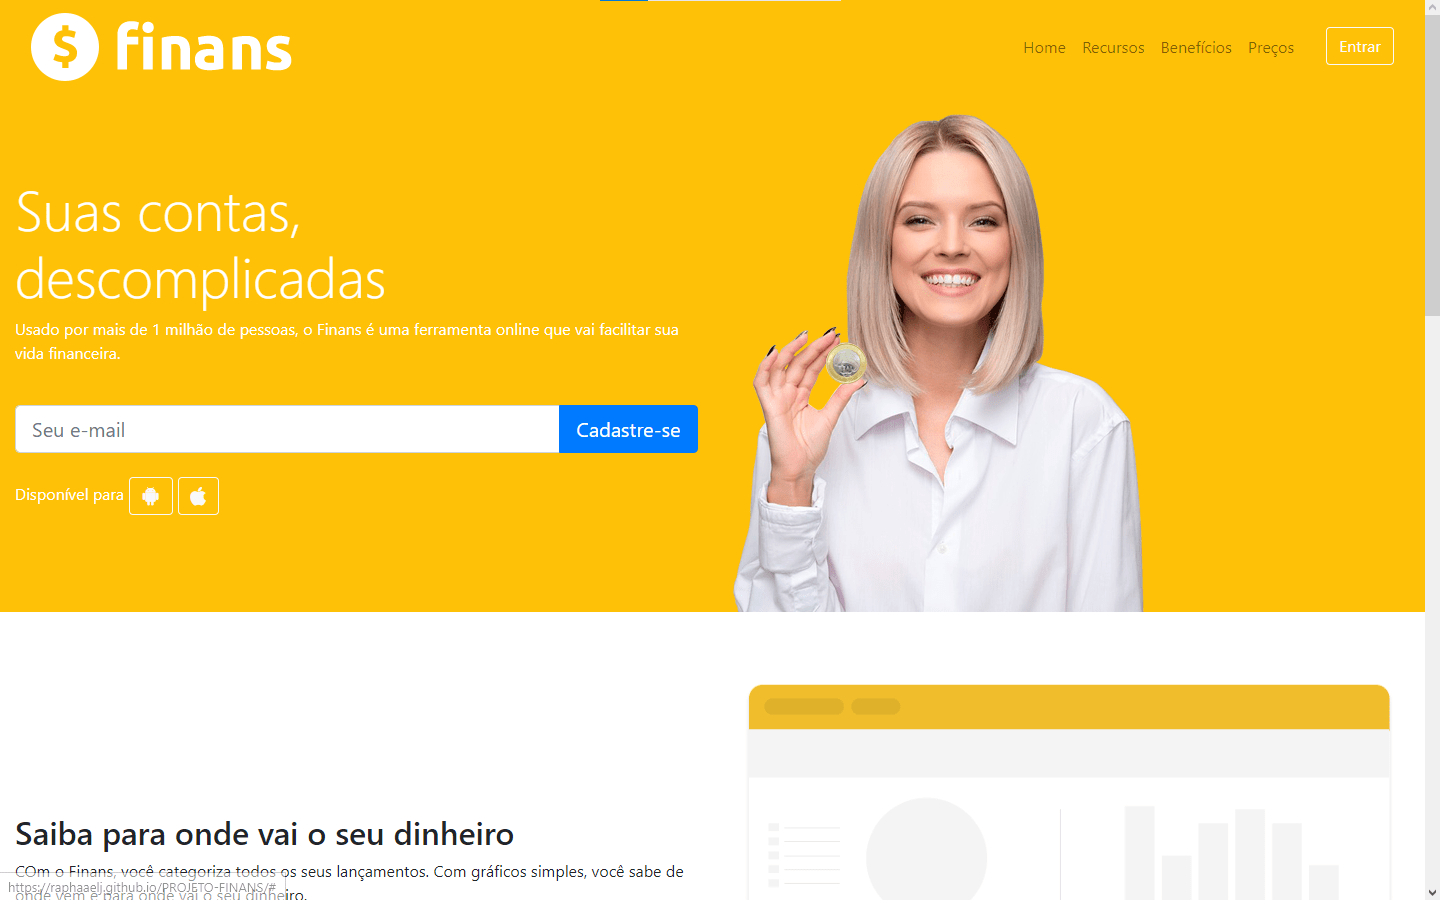 $ finans
Home Recursos Benefícios Preços Entrar
Suas contas,
descomplicadas
Usado por mais de 1 milhão de pessoas, o Finans é uma ferramenta online que vai facilitar sua
vida financeira.
Seu e-mail Cadastre-se
Disponível para
Saiba para onde vai o seu dinheiro
COm o Finans, você categoriza todos os seus lançamentos. Com gráficos simples, você sabe de
onde vem e para onde vai o seu dinheiro.
https://raphaaelj.github.io/PROJETO-FINANS/#